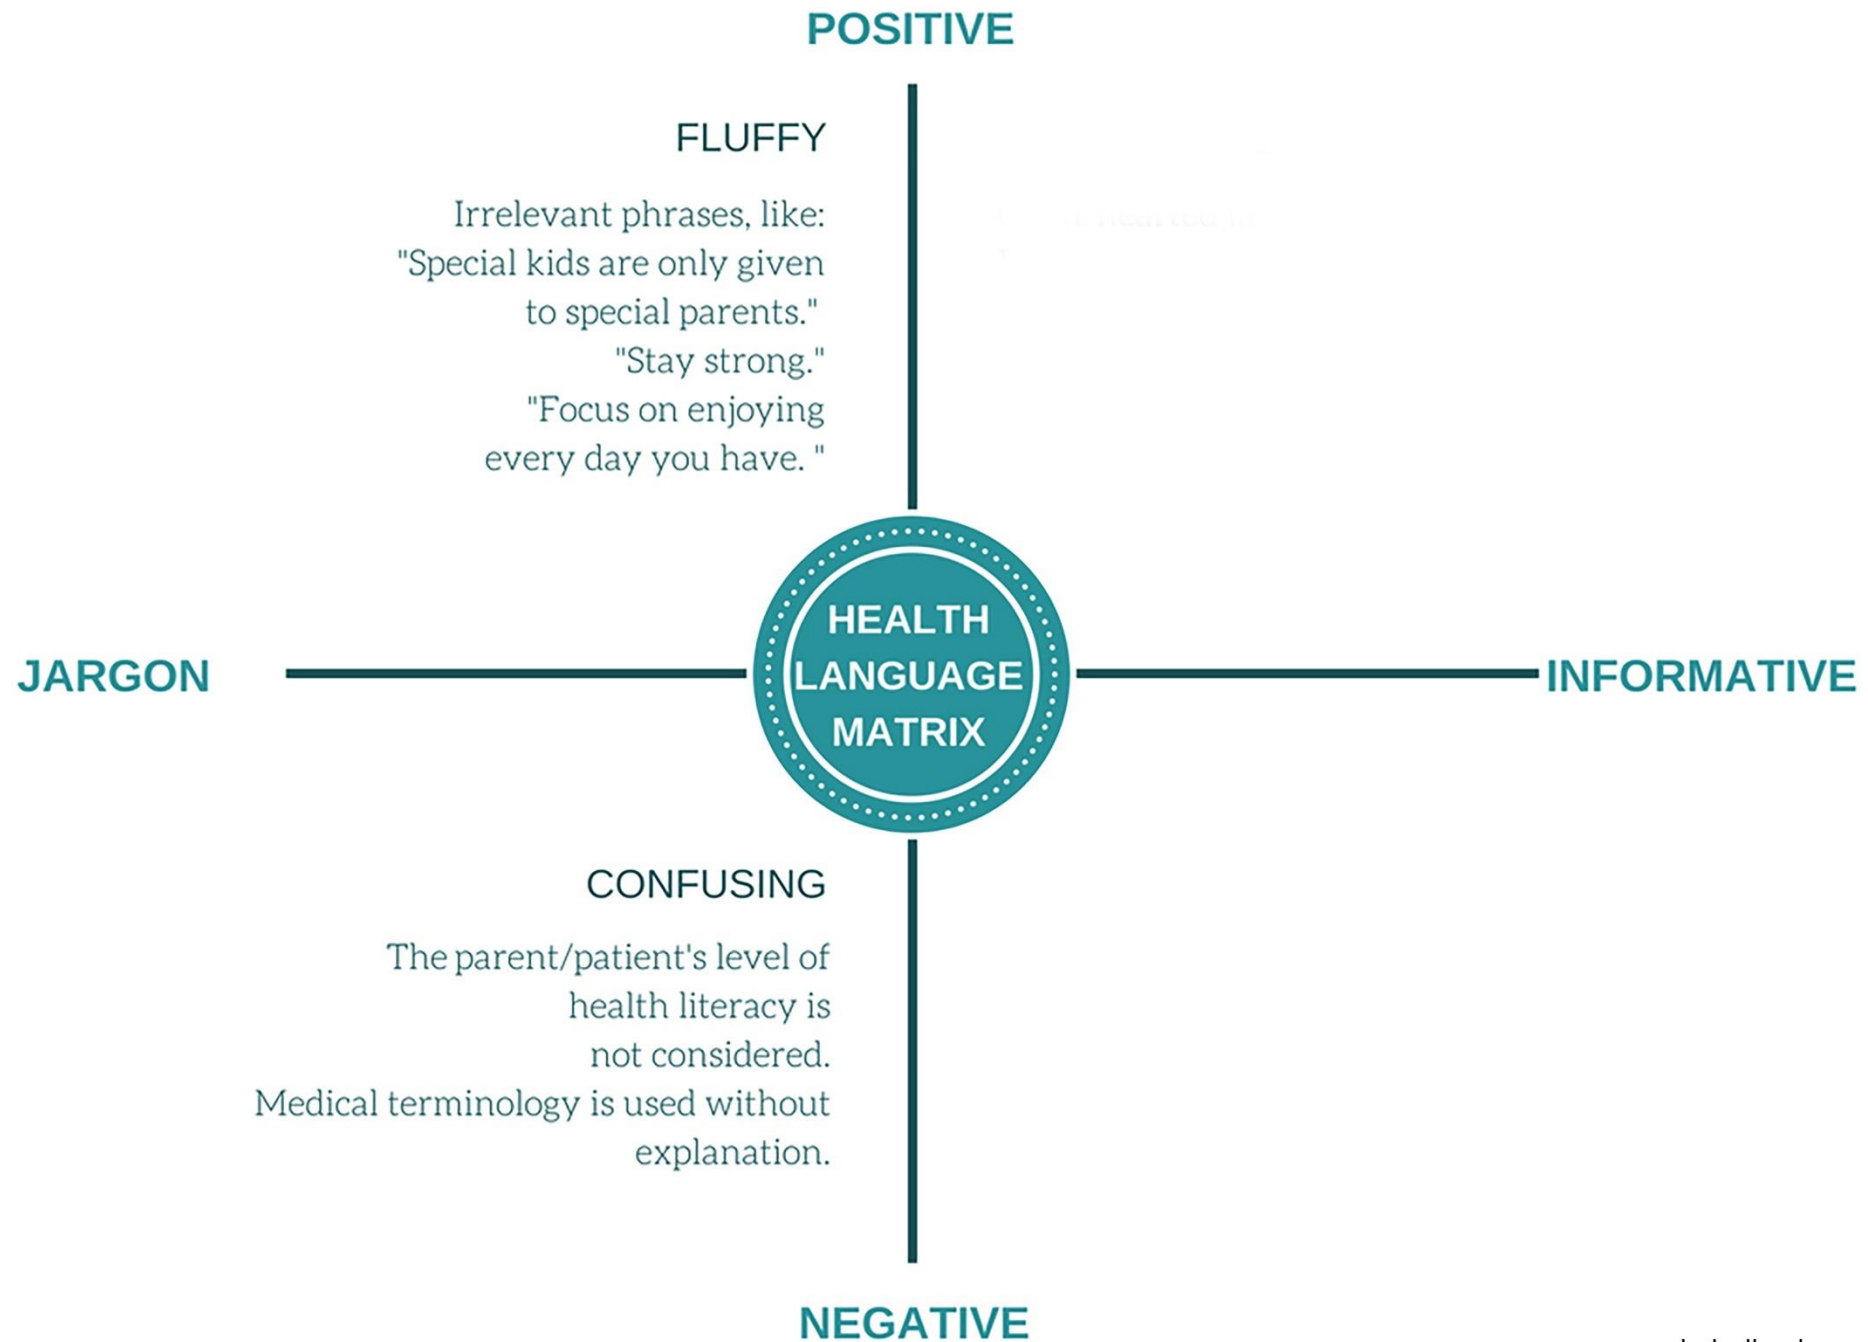 POSITIVE
FLUFFY
Irrelevant phrases, like:
"Special kids are only given
to special parents."
"Stay strong."
"Focus on enjoying
every day you have. "
HEALTH
LANGUAGE
MATRIX
JARGON
INFORMATIVE
CONFUSING
The parent/patient's level of
health literacy is
not considered.
Medical terminology is used without
explanation.
NEGATIVE